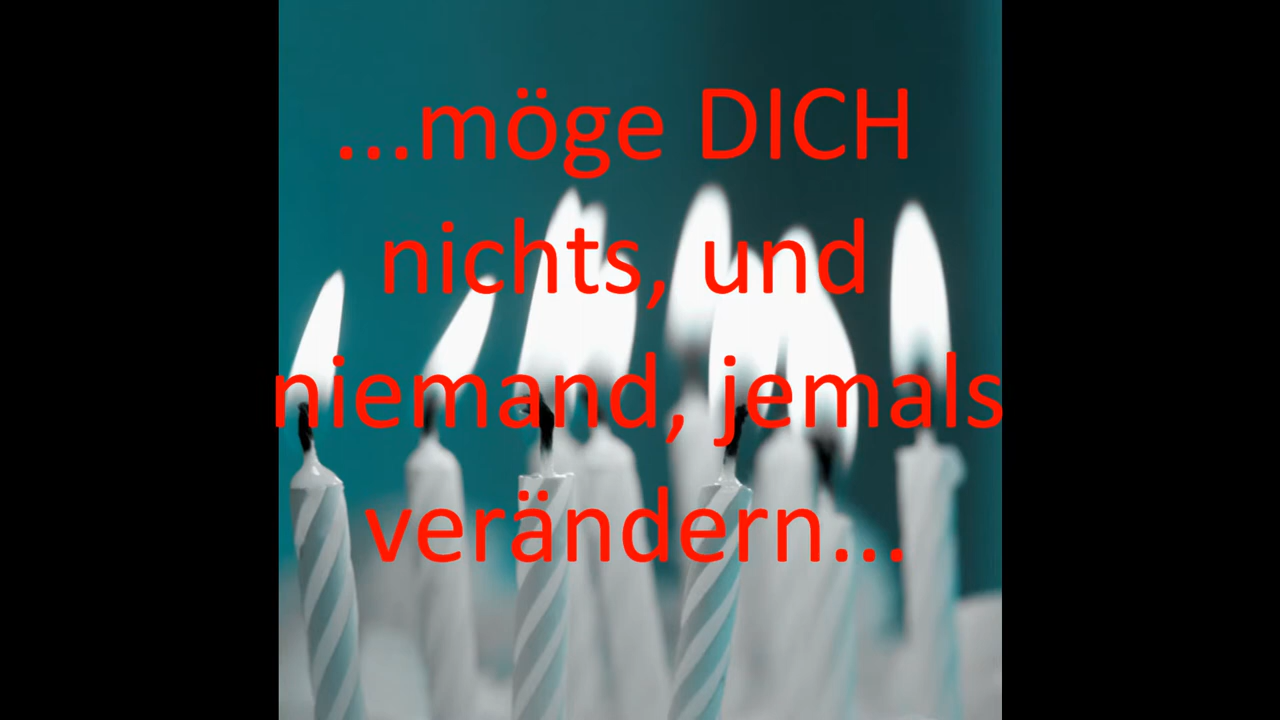 ...möge DICH
nichts, und
niemand, jemals
verändern...